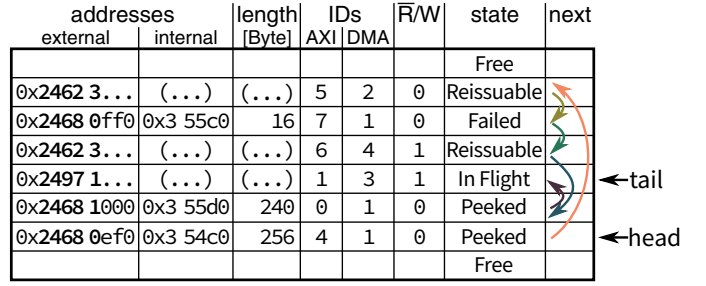 addresses length IDs R̅/W state next
external internal [Byte] AXI DMA
Free
0x2462 3... (...) (...) 5 2 0 Reissuable
0x2468 0ff0 0x3 55c0 16 7 1 0 Failed
0x2462 3... (...) (...) 6 4 1 Reissuable
0x2497 1... (...) (...) 1 3 1 In Flight tail
0x2468 1000 0x3 55d0 240 0 1 0 Peeked
0x2468 0ef0 0x3 54c0 256 4 1 0 Peeked head
Free